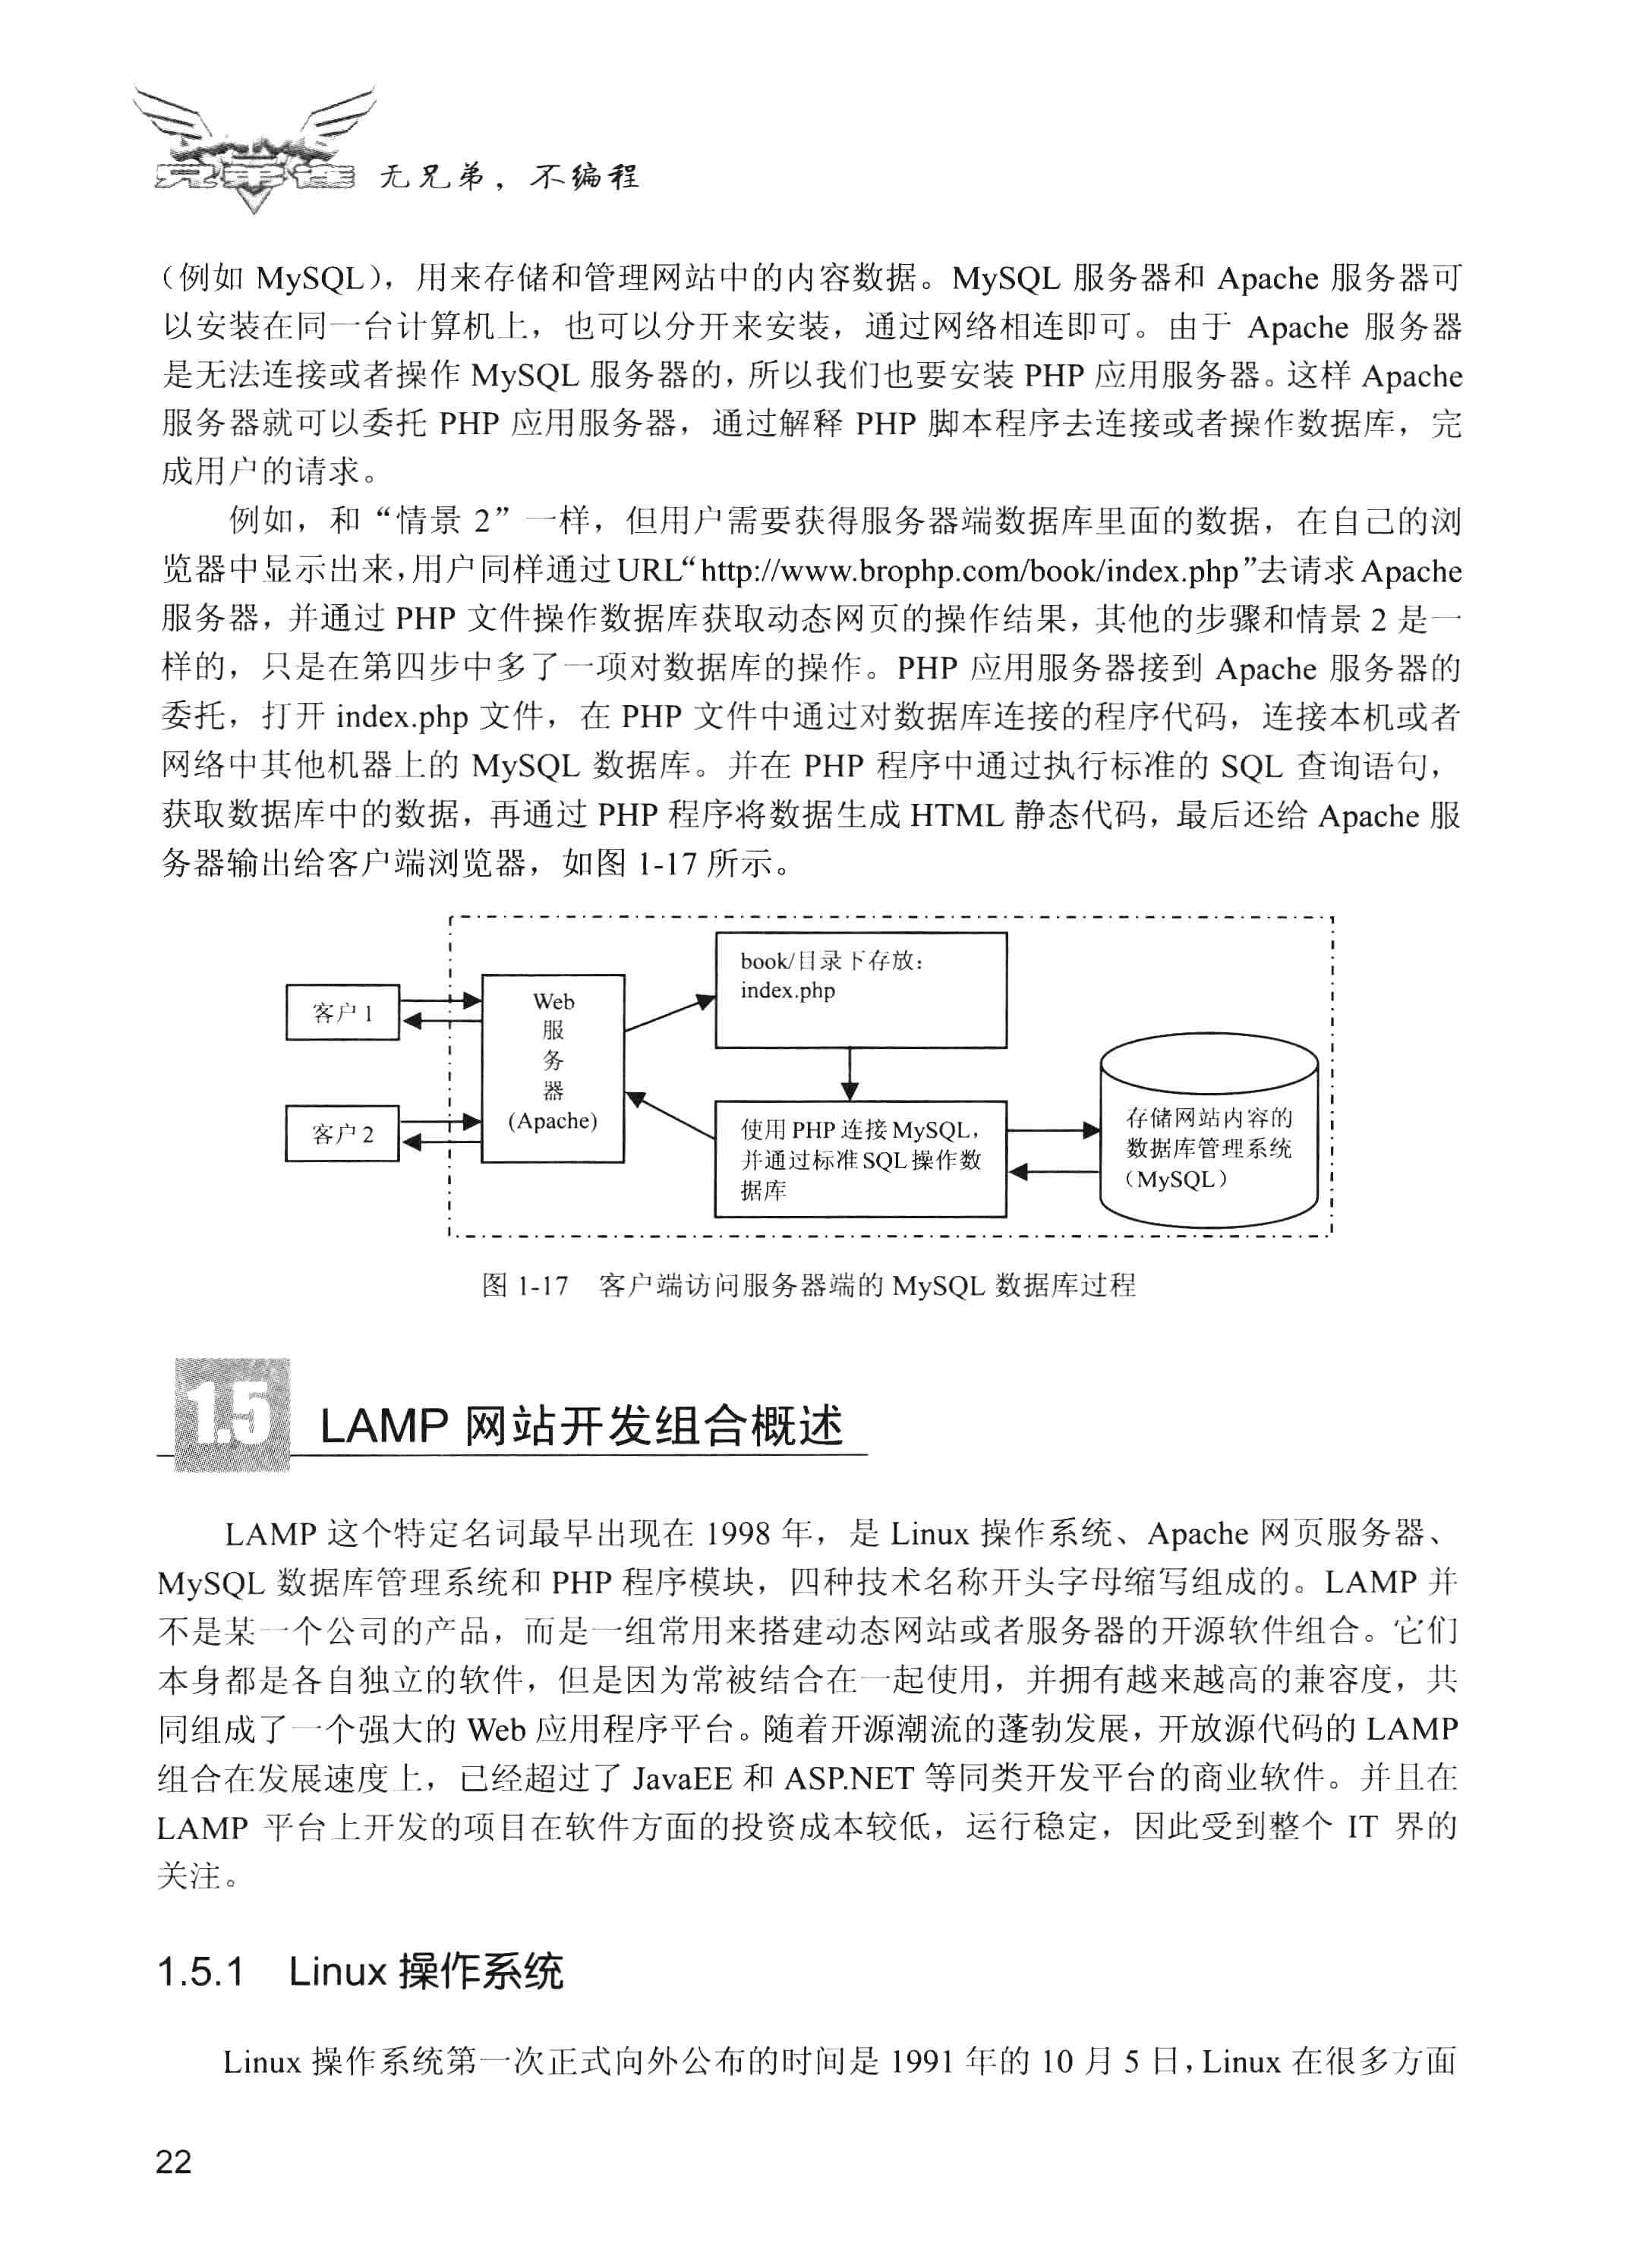 兄弟连
无兄弟，不编程
（例如 MySQL），用来存储和管理网站中的内容数据。MySQL 服务器和 Apache 服务器可
以安装在同一台计算机上，也可以分开来安装，通过网络相连即可。由于 Apache 服务器
是无法连接或者操作 MySQL 服务器的，所以我们也要安装 PHP 应用服务器。这样 Apache
服务器就可以委托 PHP 应用服务器，通过解释 PHP 脚本程序去连接或者操作数据库，完
成用户的请求。
例如，和“情景 2”一样，但用户需要获得服务器端数据库里面的数据，在自己的浏
览器中显示出来，用户同样通过URL“http://www.brophp.com/book/index.php”去请求Apache
服务器，并通过 PHP 文件操作数据库获取动态网页的操作结果，其他的步骤和情景 2 是一
样的，只是在第四步中多了一项对数据库的操作。PHP 应用服务器接到 Apache 服务器的
委托，打开 index.php 文件，在 PHP 文件中通过对数据库连接的程序代码，连接本机或者
网络中其他机器上的 MySQL 数据库。并在 PHP 程序中通过执行标准的 SQL 查询语句，
获取数据库中的数据，再通过 PHP 程序将数据生成 HTML 静态代码，最后还给 Apache 服
务器输出给客户端浏览器，如图 1-17 所示。
客户 1
客户 2
Web
服
务
器
(Apache)
book/目录下存放：
index.php
使用 PHP 连接 MySQL，
并通过标准 SQL 操作数
据库
存储网站内容的
数据库管理系统
（MySQL）
图 1-17 客户端访问服务器端的 MySQL 数据库过程
1.5 LAMP 网站开发组合概述
LAMP 这个特定名词最早出现在 1998 年，是 Linux 操作系统、Apache 网页服务器、
MySQL 数据库管理系统和 PHP 程序模块，四种技术名称开头字母缩写组成的。LAMP 并
不是某一个公司的产品，而是一组常用来搭建动态网站或者服务器的开源软件组合。它们
本身都是各自独立的软件，但是因为常被结合在一起使用，并拥有越来越高的兼容度，共
同组成了一个强大的 Web 应用程序平台。随着开源潮流的蓬勃发展，开放源代码的 LAMP
组合在发展速度上，已经超过了 JavaEE 和 ASP.NET 等同类开发平台的商业软件。并且在
LAMP 平台上开发的项目在软件方面的投资成本较低，运行稳定，因此受到整个 IT 界的
关注。
1.5.1 Linux 操作系统
Linux 操作系统第一次正式向外公布的时间是 1991 年的 10 月 5 日，Linux 在很多方面
22